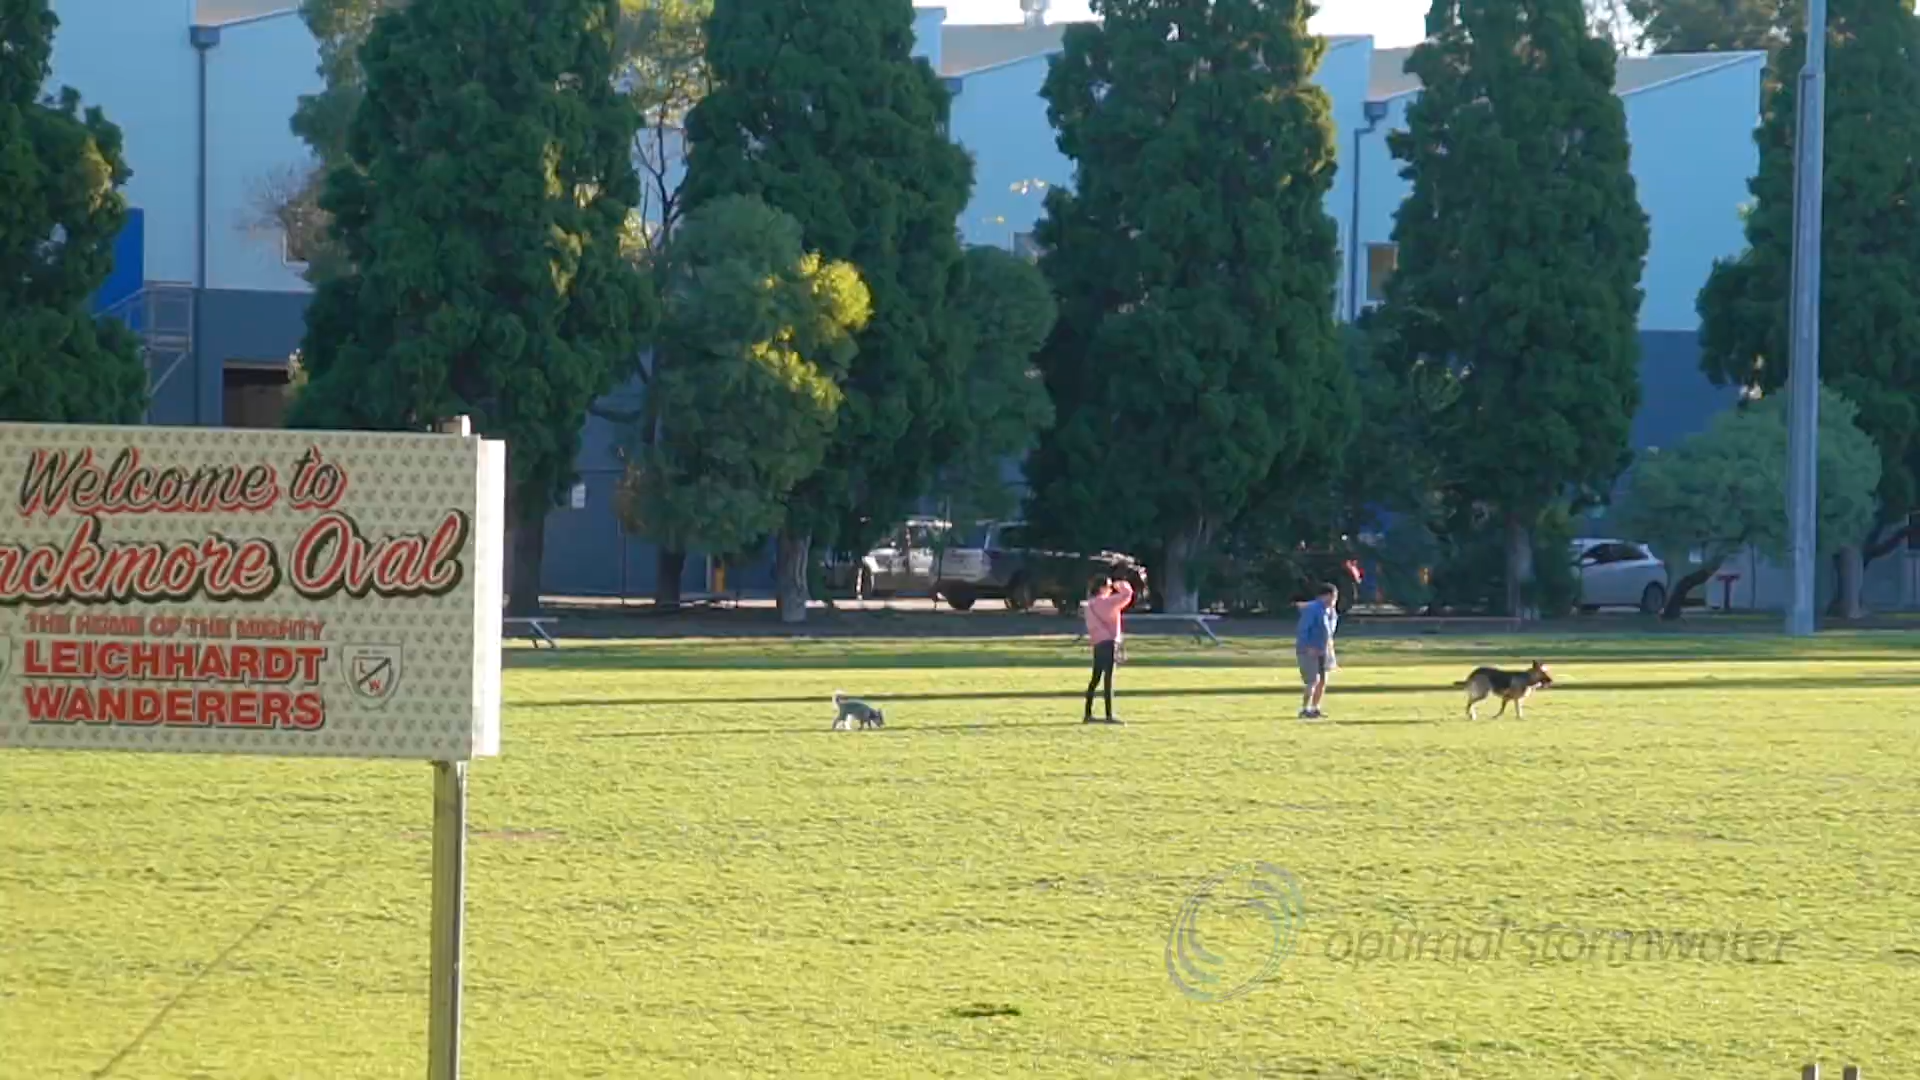 Welcome to
ackmore Oval
THE HOME OF THE MIGHTY
LEICHHARDT
WANDERERS
L
W
optimal stormwater